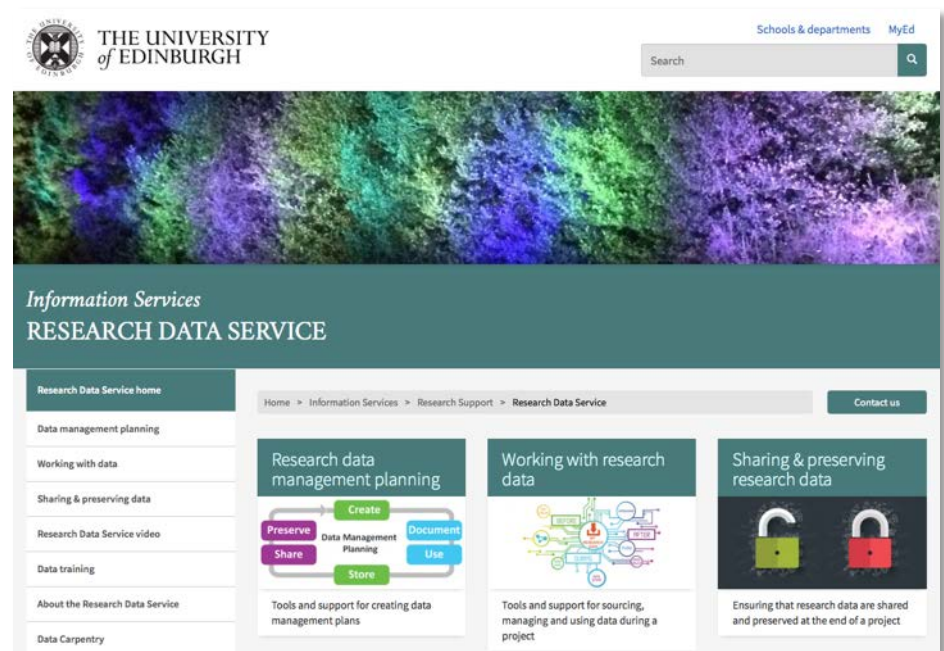 THE UNIVERSITY
of EDINBURGH
Schools & departments MyEd
Search
Information Services
RESEARCH DATA SERVICE
Research Data Service home
Data management planning
Working with data
Sharing & preserving data
Research Data Service video
Data training
About the Research Data Service
Data Carpentry
Home > Information Services > Research Support > Research Data Service
Contact us
Research data
management planning
Create
Preserve
Document
Data Management
Planning
Share
Use
Store
Tools and support for creating data
management plans
Working with research
data
BEFORE
AFTER
DURING
Tools and support for sourcing,
managing and using data during a
project
Sharing & preserving
research data
Ensuring that research data are shared
and preserved at the end of a project